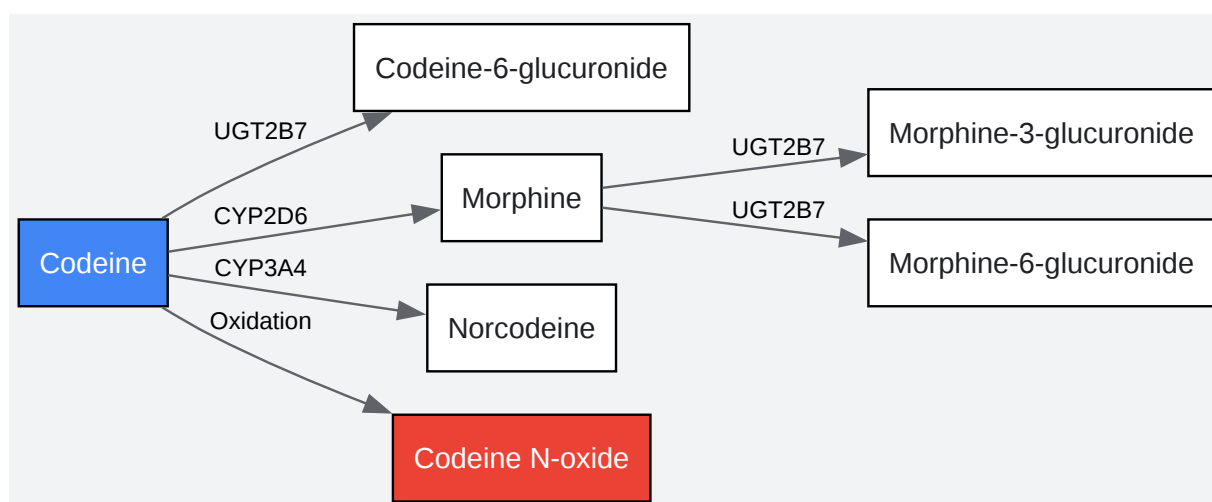 Codeine-6-glucuronide
UGT2B7
Morphine-3-glucuronide
UGT2B7
Morphine
CYP2D6
UGT2B7
Codeine
CYP3A4
Morphine-6-glucuronide
Oxidation
Norcodeine
Codeine N-oxide